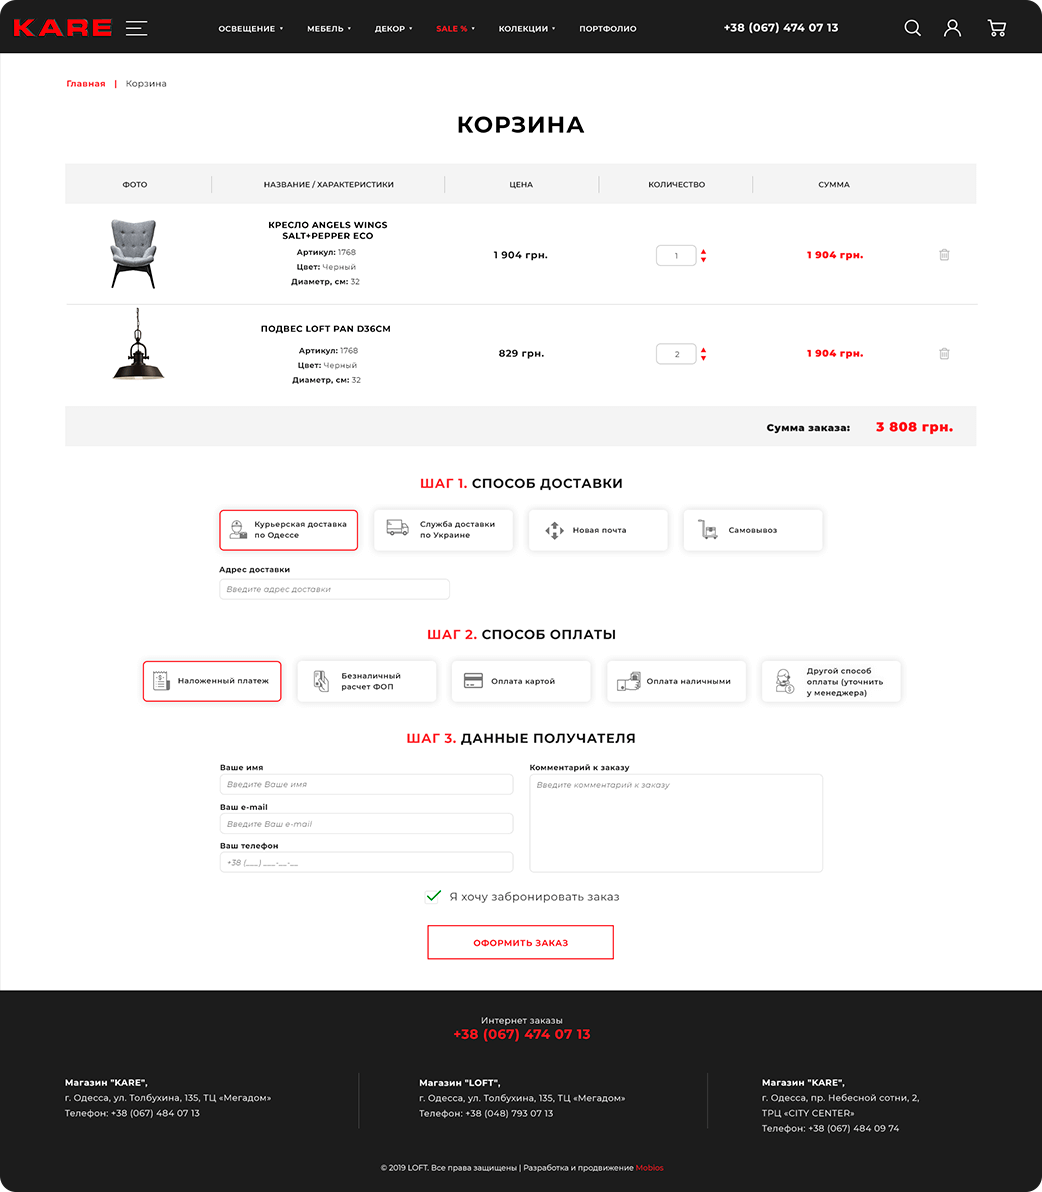 KARE
ОСВЕЩЕНИЕ МЕБЕЛЬ ДЕКОР SALE % КОЛЕКЦИИ ПОРТФОЛИО +38 (067) 474 07 13
Главная | Корзина
КОРЗИНА
ФОТО НАЗВАНИЕ / ХАРАКТЕРИСТИКИ ЦЕНА КОЛИЧЕСТВО СУММА
КРЕСЛО ANGELS WINGS
SALT+PEPPER ECO
Артикул: 1768
Цвет: Черный
Диаметр, см: 32
1 904 грн. 1 1 904 грн.
ПОДВЕС LOFT PAN D36CM
Артикул: 1768
Цвет: Черный
Диаметр, см: 32
829 грн. 2 1 904 грн.
Сумма заказа: 3 808 грн.
ШАГ 1. СПОСОБ ДОСТАВКИ
Курьерская доставка
по Одессе
Служба доставки
по Украине
Новая почта
Самовывоз
Адрес доставки
Введите адрес доставки
ШАГ 2. СПОСОБ ОПЛАТЫ
Наложенный платеж
Безналичный
расчет ФОП
Оплата картой
Оплата наличными
Другой способ
оплаты (уточнить
у менеджера)
ШАГ 3. ДАННЫЕ ПОЛУЧАТЕЛЯ
Ваше имя
Введите Ваше имя
Ваш e-mail
Введите Ваш e-mail
Ваш телефон
+38 (___) ___-__-__
Комментарий к заказу
Введите комментарий к заказу
Я хочу забронировать заказ
ОФОРМИТЬ ЗАКАЗ
Интернет заказы
+38 (067) 474 07 13
Магазин "KARE",
г. Одесса, ул. Толбухина, 135, ТЦ «Мегадом»
Телефон: +38 (067) 484 07 13
Магазин "LOFT",
г. Одесса, ул. Толбухина, 135, ТЦ «Мегадом»
Телефон: +38 (048) 793 07 13
Магазин "KARE",
г. Одесса, пр. Небесной сотни, 2,
ТРЦ «CITY CENTER»
Телефон: +38 (067) 484 09 74
© 2019 LOFT. Все права защищены | Разработка и продвижение Mobios